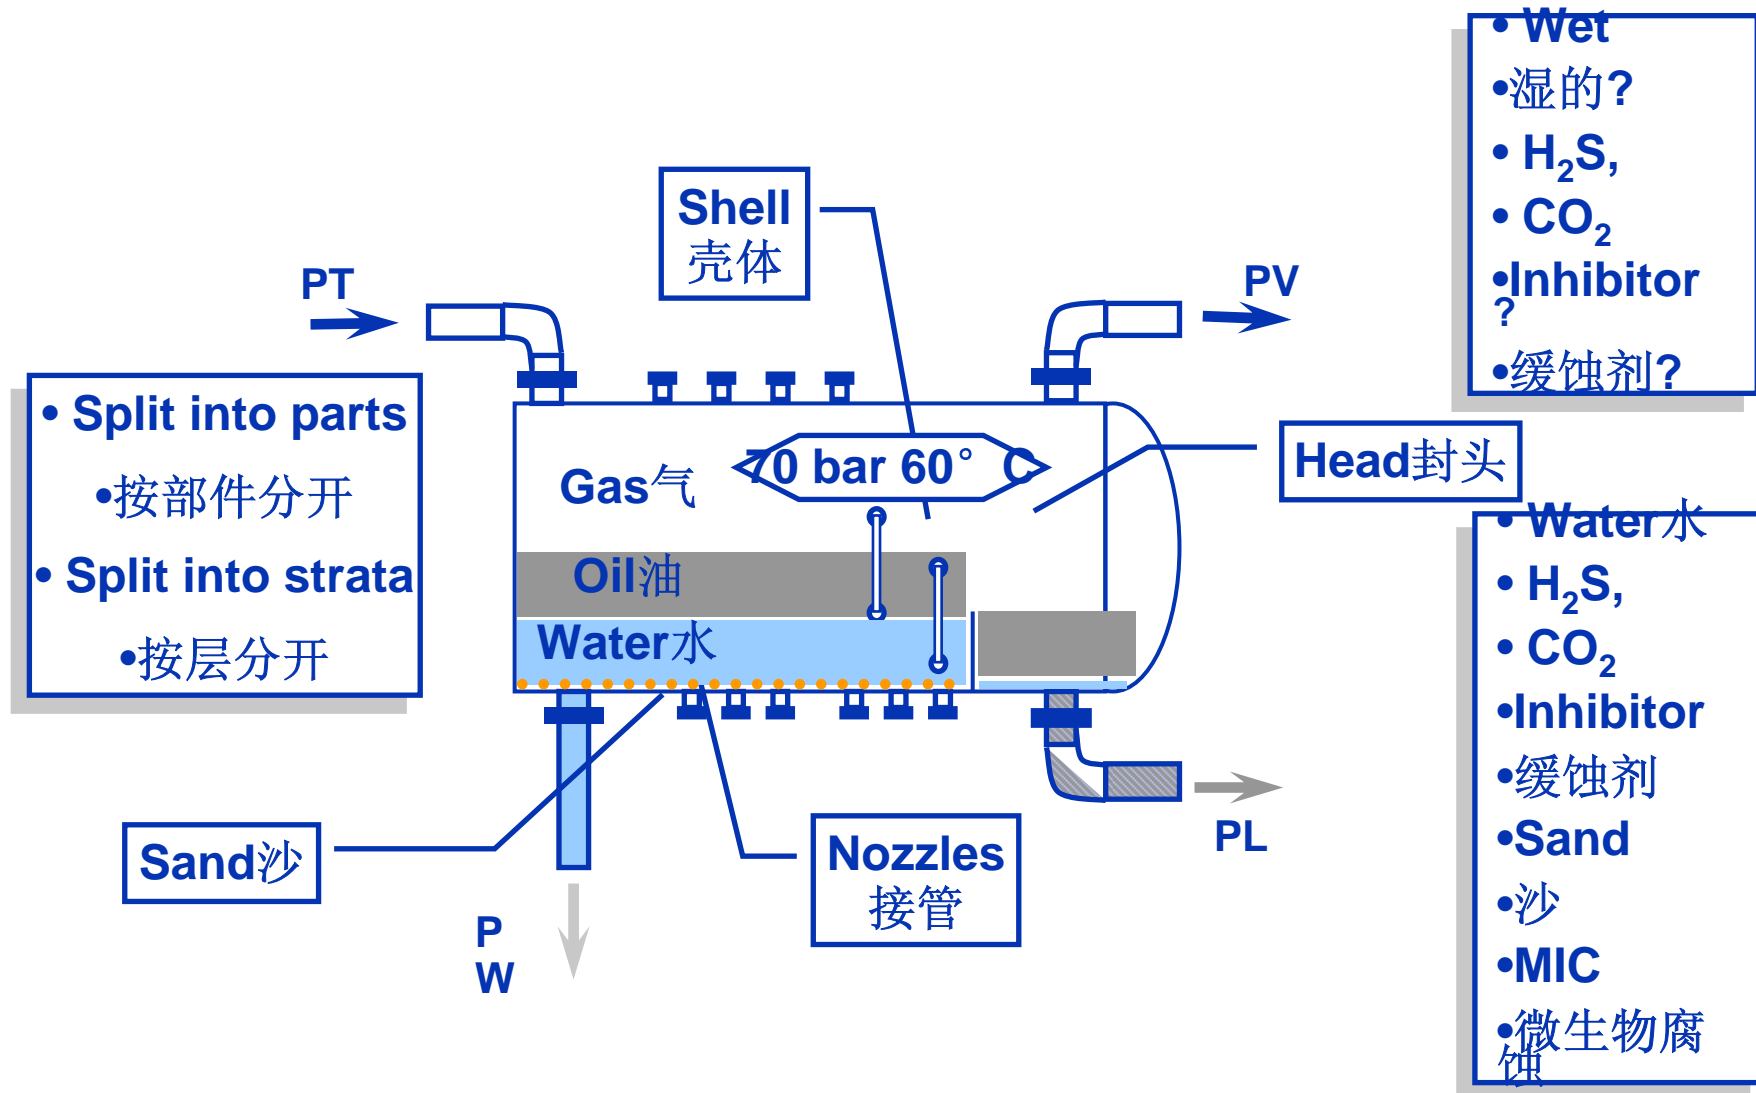 • Wet
•湿的?
• H₂S,
• CO₂
•Inhibitor
?
•缓蚀剂?
Shell
壳体
PT
PV
• Split into parts
•按部件分开
• Split into strata
•按层分开
70 bar 60° C
Gas气
Head封头
Oil油
Water水
• Water水
• H₂S,
• CO₂
•Inhibitor
缓蚀剂
•Sand
•沙
•MIC
•微生物腐
蚀
Sand沙
Nozzles
接管
PL
P
W